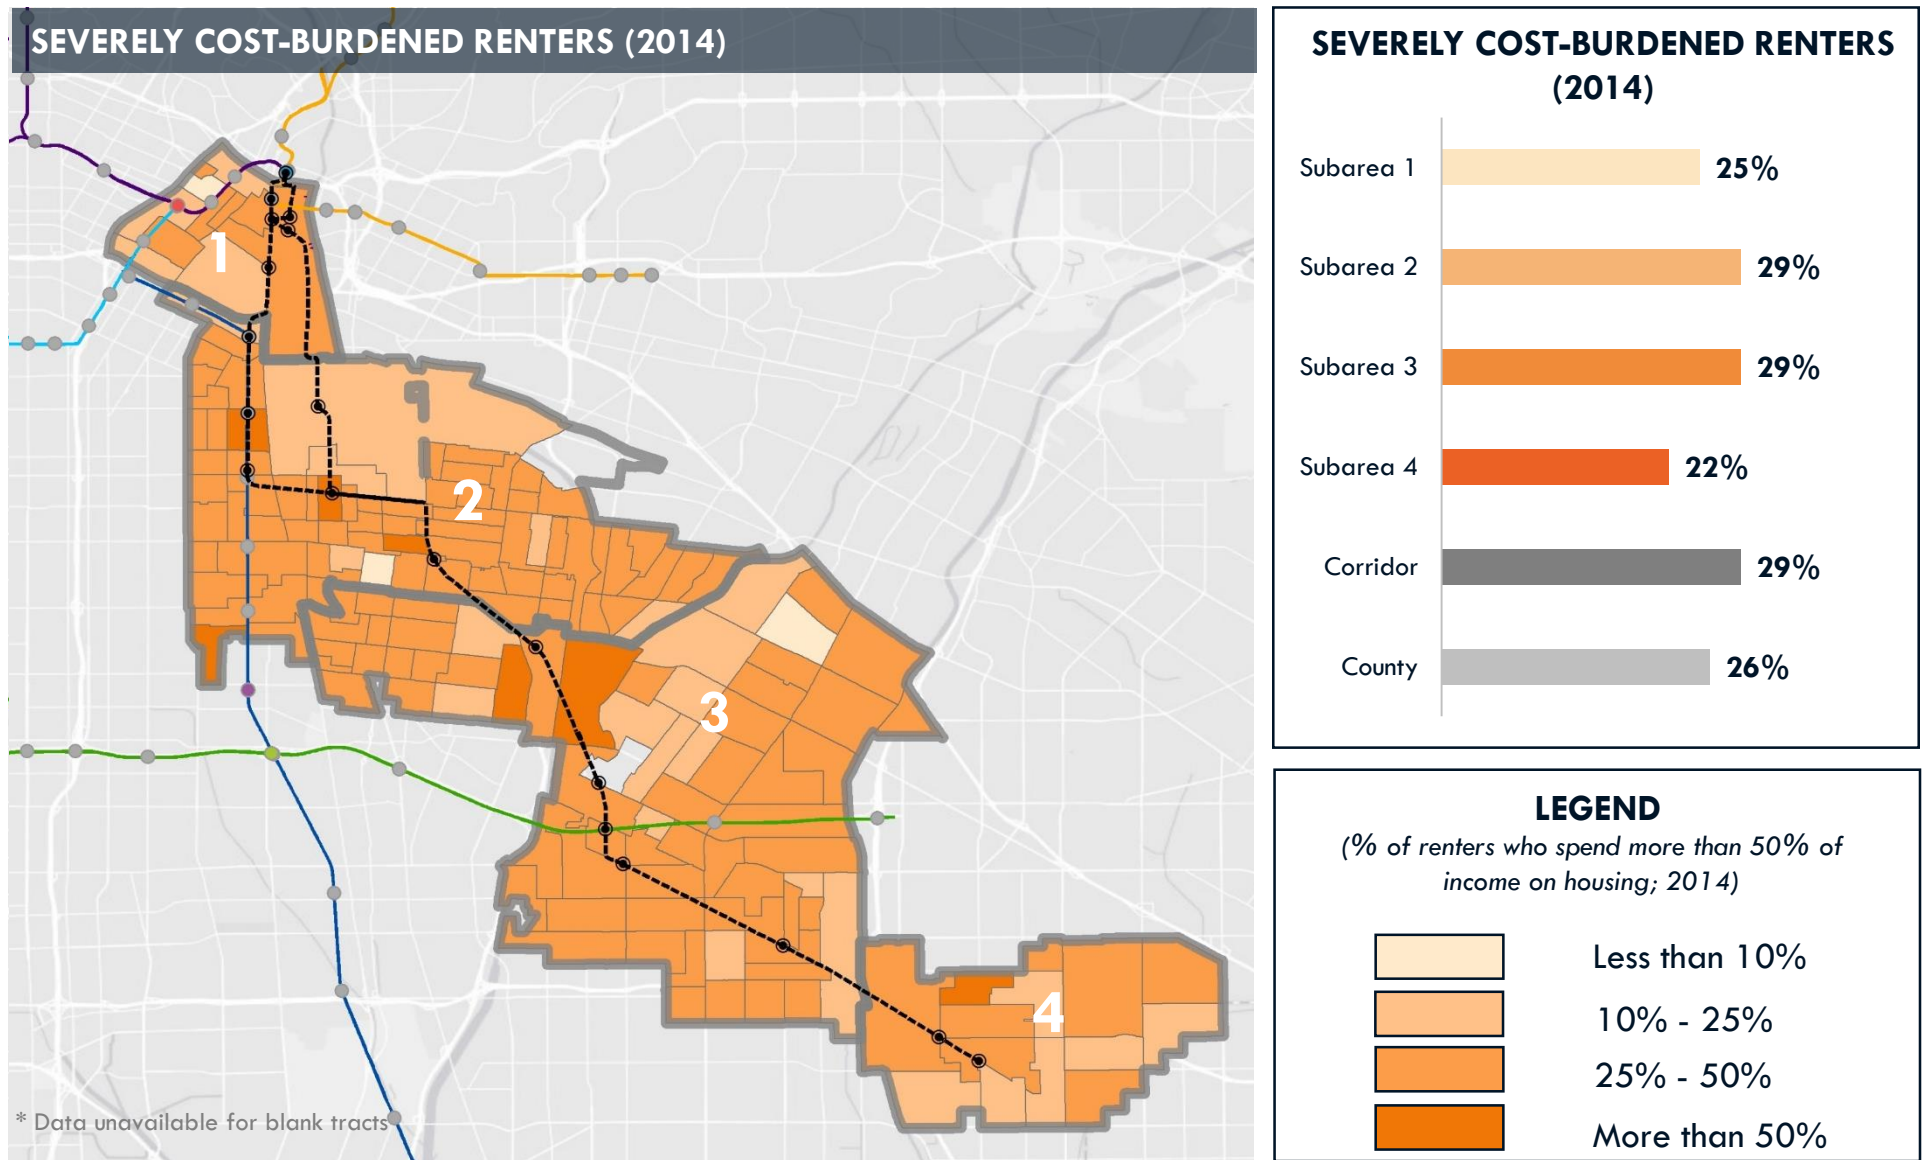 SEVERELY COST-BURDENED RENTERS (2014)
1
2
3
4
* Data unavailable for blank tracts
SEVERELY COST-BURDENED RENTERS
(2014)
Subarea 1 25%
Subarea 2 29%
Subarea 3 29%
Subarea 4 22%
Corridor 29%
County 26%
LEGEND
(% of renters who spend more than 50% of
income on housing; 2014)
Less than 10%
10% - 25%
25% - 50%
More than 50%